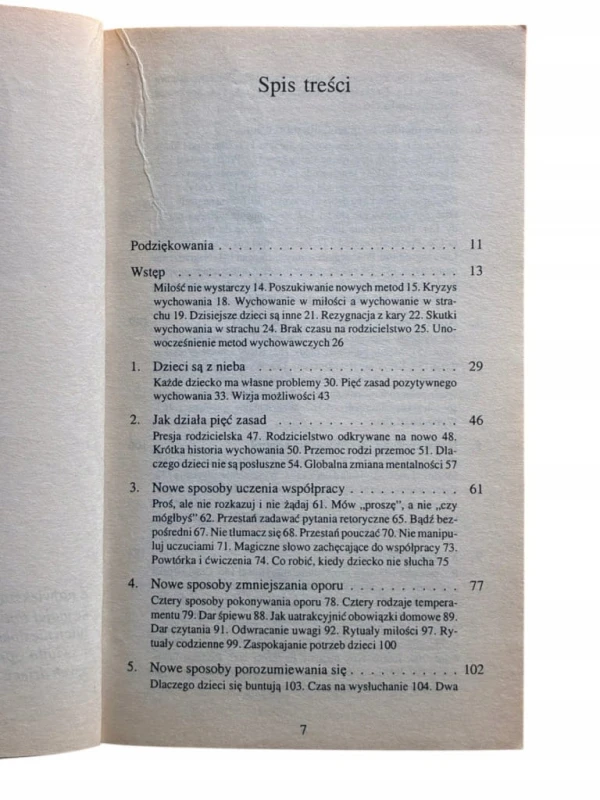 Spis treści
Podziękowania . . . . . . . . . . . . . . . . . . . . . . . . 11
Wstęp . . . . . . . . . . . . . . . . . . . . . . . . . . . . 13
Miłość nie wystarczy 14. Poszukiwanie nowych metod 15. Kryzys
wychowania 18. Wychowanie w miłości a wychowanie w stra-
chu 19. Dzisiejsze dzieci są inne 21. Rezygnacja z kary 22. Skutki
wychowania w strachu 24. Brak czasu na rodzicielstwo 25. Uno-
wocześnienie metod wychowawczych 26
1. Dzieci są z nieba . . . . . . . . . . . . . . . . . . . . 29
Każde dziecko ma własne problemy 30. Pięć zasad pozytywnego
wychowania 33. Wizja możliwości 43
2. Jak działa pięć zasad . . . . . . . . . . . . . . . . . . 46
Presja rodzicielska 47. Rodzicielstwo odkrywane na nowo 48.
Krótka historia wychowania 50. Przemoc rodzi przemoc 51. Dla-
czego dzieci nie są posłuszne 54. Globalna zmiana mentalności 57
3. Nowe sposoby uczenia współpracy . . . . . . . . . . . 61
Proś, ale nie rozkazuj i nie żądaj 61. Mów „proszę”, a nie „czy
mógłbyś” 62. Przestań zadawać pytania retoryczne 65. Bądź bez-
pośredni 67. Nie tłumacz się 68. Przestań pouczać 70. Nie manipu-
luj uczuciami 71. Magiczne słowo zachęcające do współpracy 73.
Powtórka i ćwiczenia 74. Co robić, kiedy dziecko nie słucha 75
4. Nowe sposoby zmniejszania oporu . . . . . . . . . . . 77
Cztery sposoby pokonywania oporu 78. Cztery rodzaje tempera-
mentu 79. Dar śpiewu 88. Jak uatrakcyjnić obowiązki domowe 89.
Dar czytania 91. Odwracanie uwagi 92. Rytuały miłości 97. Ry-
tuały codzienne 99. Zaspokajanie potrzeb dzieci 100
5. Nowe sposoby porozumiewania się . . . . . . . . . . . 102
Dlaczego dzieci się buntują 103. Czas na wysłuchanie 104. Dwa
7